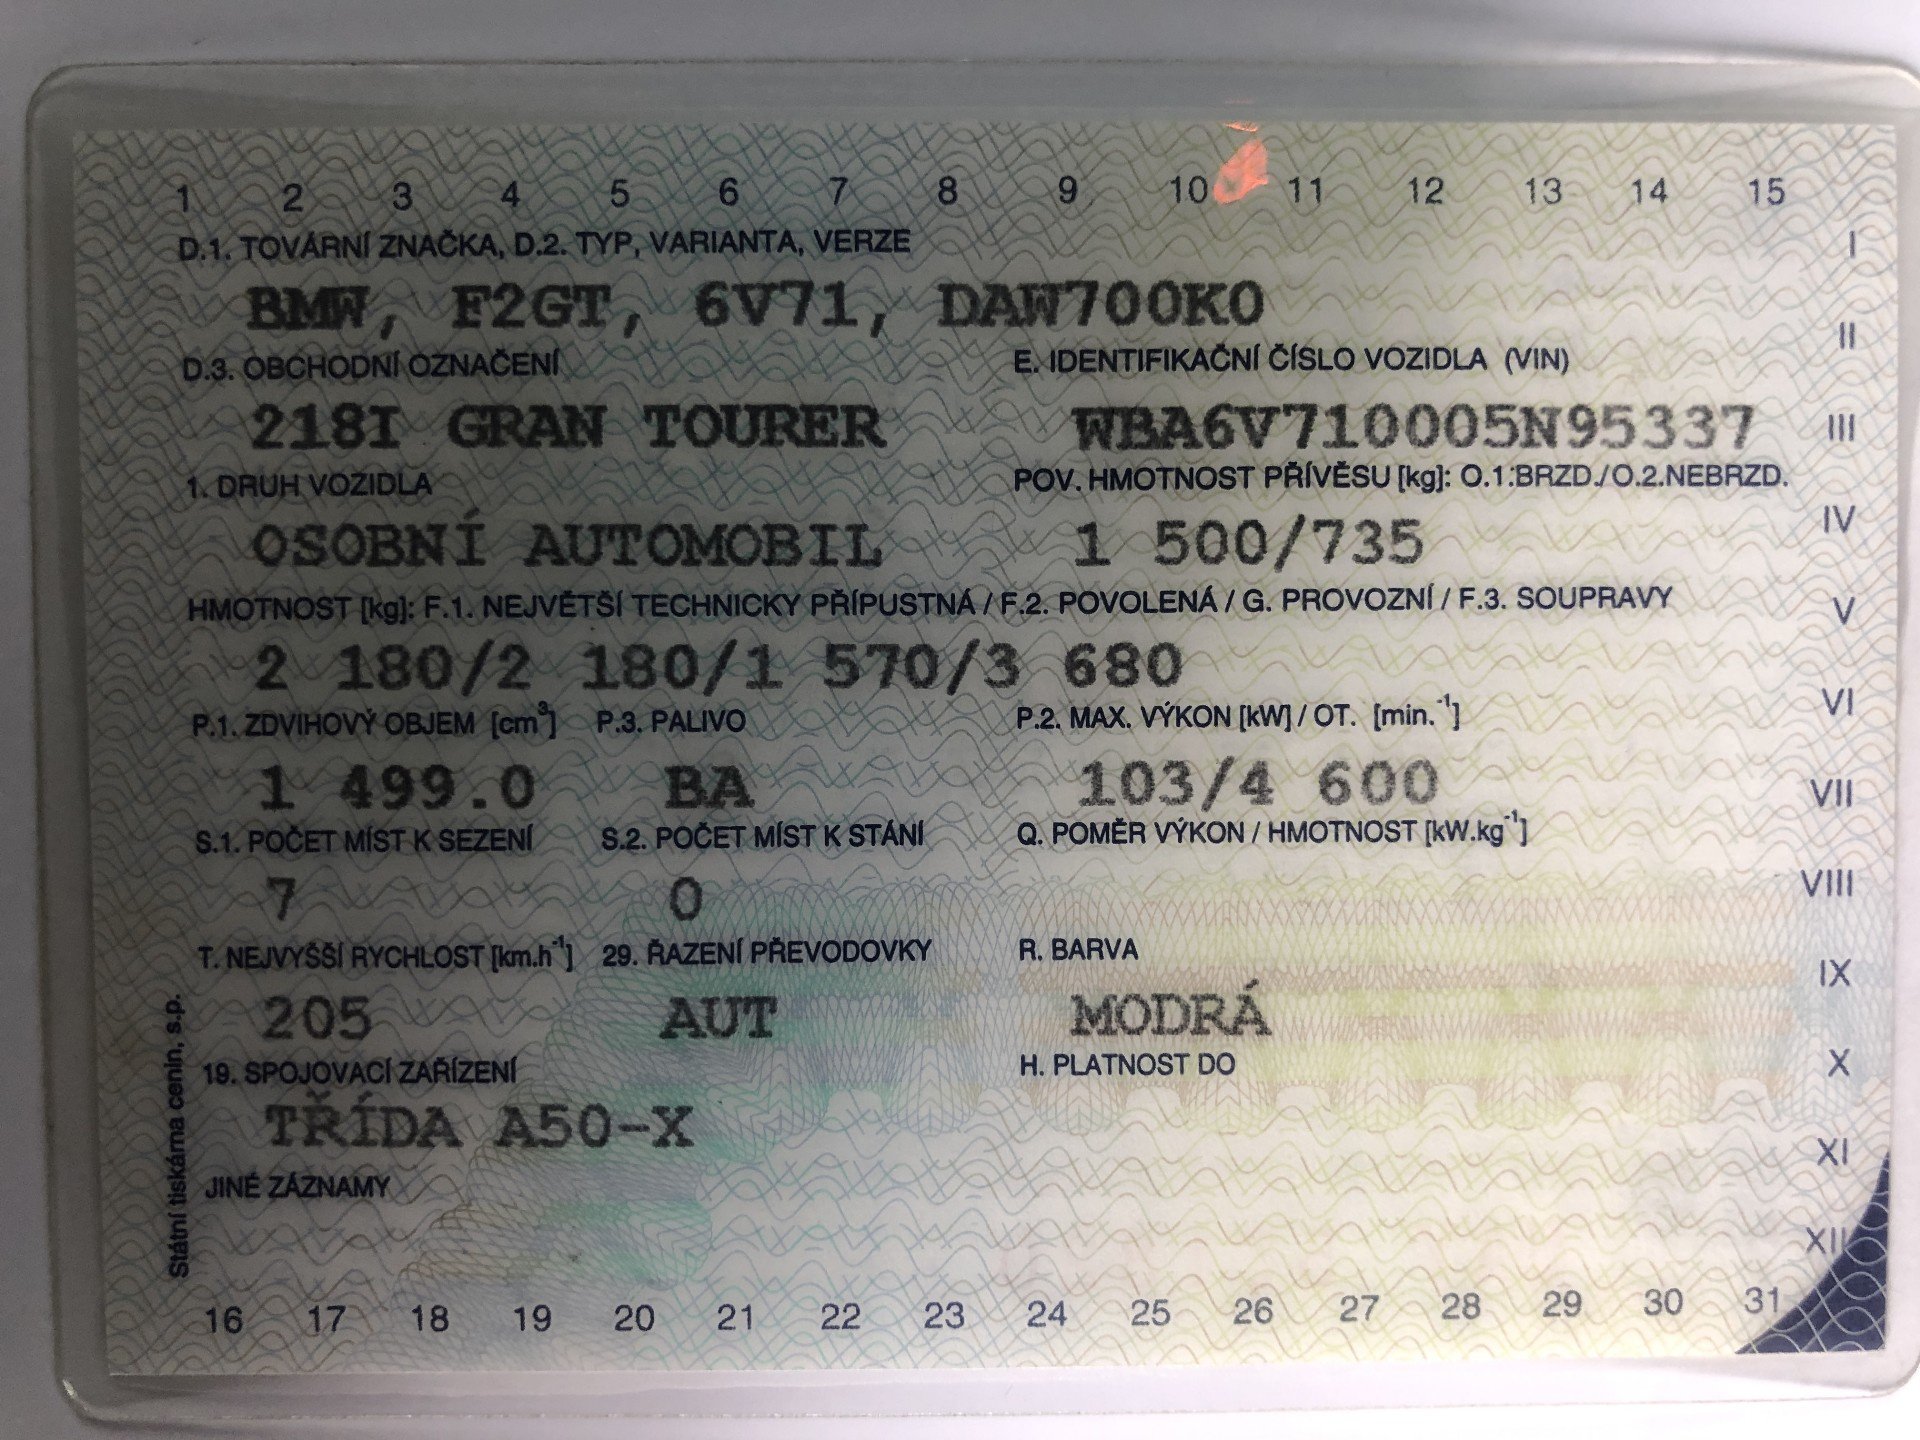 1 2 3 4 5 6 7 8 9 10 11 12 13 14 15
D.1. TOVÁRNÍ ZNAČKA, D.2. TYP, VARIANTA, VERZE I
BMW, F2GT, 6V71, DAW700K0
II
D.3. OBCHODNÍ OZNAČENÍ E. IDENTIFIKAČNÍ ČÍSLO VOZIDLA (VIN)
218I GRAN TOURER WBA6V710005N95337 III
1. DRUH VOZIDLA POV. HMOTNOST PŘÍVĚSU [kg]: O.1.BRZD./O.2.NEBRZD.
OSOBNÍ AUTOMOBIL 1 500/735 IV
HMOTNOST [kg]: F.1. NEJVĚTŠÍ TECHNICKY PŘÍPUSTNÁ / F.2. POVOLENÁ / G. PROVOZNÍ / F.3. SOUPRAVY V
2 180/2 180/1 570/3 680
P.1. ZDVIHOVÝ OBJEM [cm³] P.3. PALIVO P.2. MAX. VÝKON [kW] / OT. [min.⁻¹] VI
1 499.0 BA 103/4 600 VII
S.1. POČET MÍST K SEZENÍ S.2. POČET MÍST K STÁNÍ Q. POMĚR VÝKON / HMOTNOST [kW.kg⁻¹]
7 0 VIII
T. NEJVYŠŠÍ RYCHLOST [km.h⁻¹] 29. ŘAZENÍ PŘEVODOVKY R. BARVA IX
205 AUT MODRÁ
19. SPOJOVACÍ ZAŘÍZENÍ H. PLATNOST DO X
TŘÍDA A50-X
XI
JINÉ ZÁZNAMY
XII
16 17 18 19 20 21 22 23 24 25 26 27 28 29 30 31
Státní tiskárna cenin, s.p.